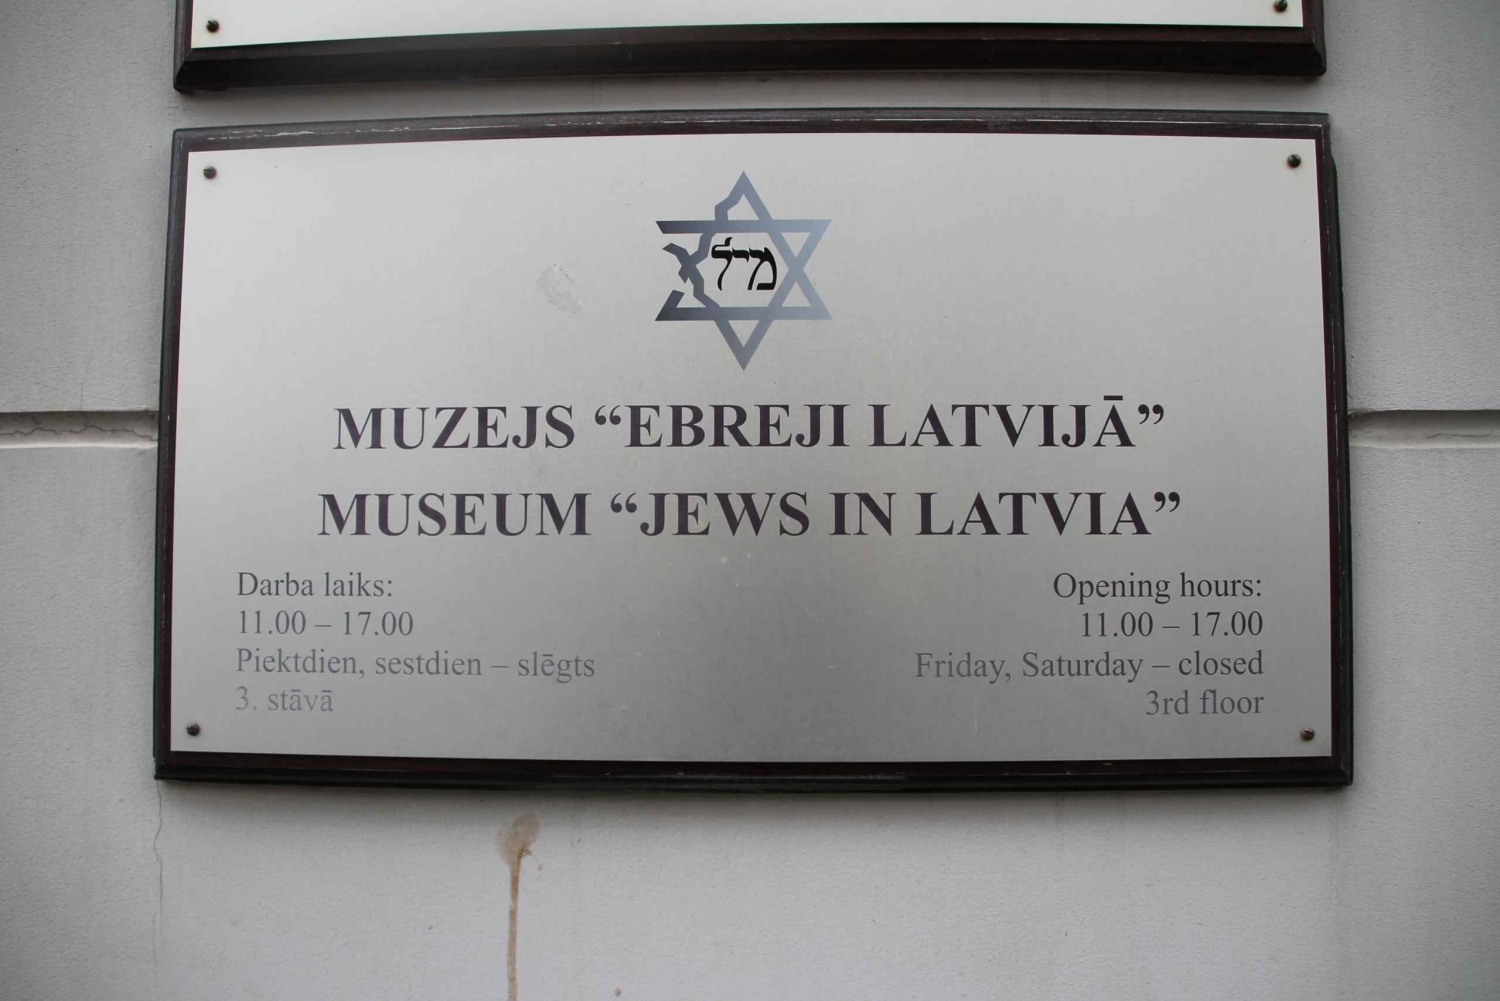 מיל
MUZEJS “EBREJI LATVIJĀ”
MUSEUM “JEWS IN LATVIA”
Darba laiks:
11.00 – 17.00
Piektdien, sestdien – slēgts
3. stāvā
Opening hours:
11.00 – 17.00
Friday, Saturday – closed
3rd floor